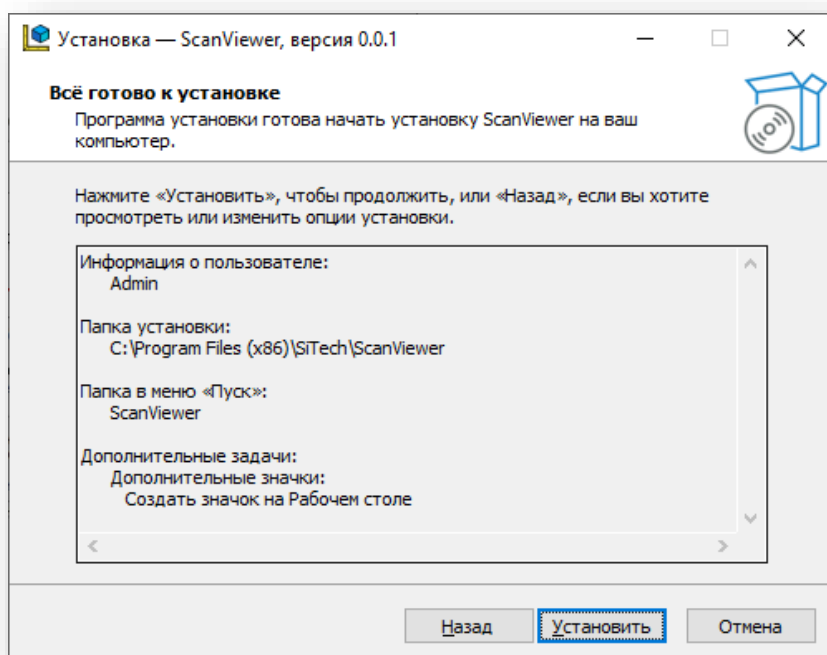 Установка — ScanViewer, версия 0.0.1
Всё готово к установке
Программа установки готова начать установку ScanViewer на ваш
компьютер.
Нажмите «Установить», чтобы продолжить, или «Назад», если вы хотите
просмотреть или изменить опции установки.
Информация о пользователе:
Admin
Папка установки:
C:\Program Files (x86)\SiTech\ScanViewer
Папка в меню «Пуск»:
ScanViewer
Дополнительные задачи:
Дополнительные значки:
Создать значок на Рабочем столе
Назад
Установить
Отмена